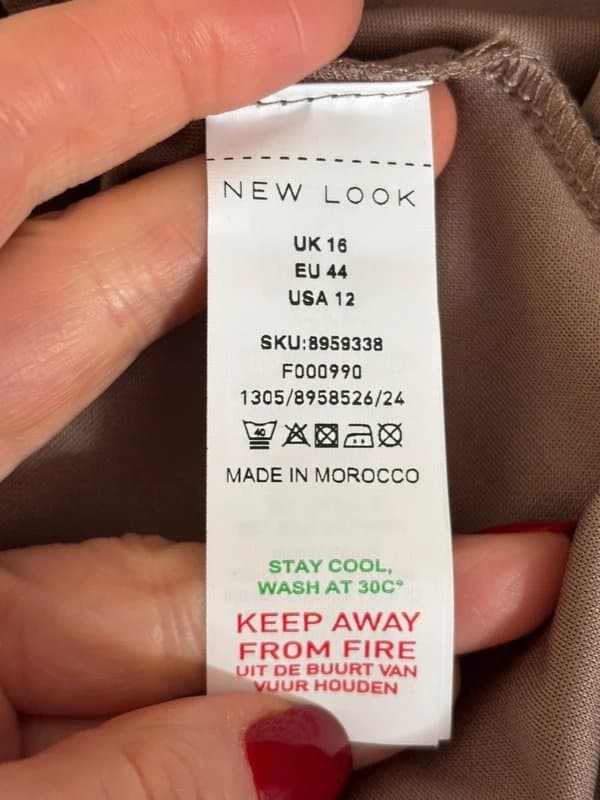 NEW LOOK
UK 16
EU 44
USA 12
SKU:8959338
F000990
1305/8958526/24
40
MADE IN MOROCCO
STAY COOL,
WASH AT 30C°
KEEP AWAY
FROM FIRE
UIT DE BUURT VAN
VUUR HOUDEN